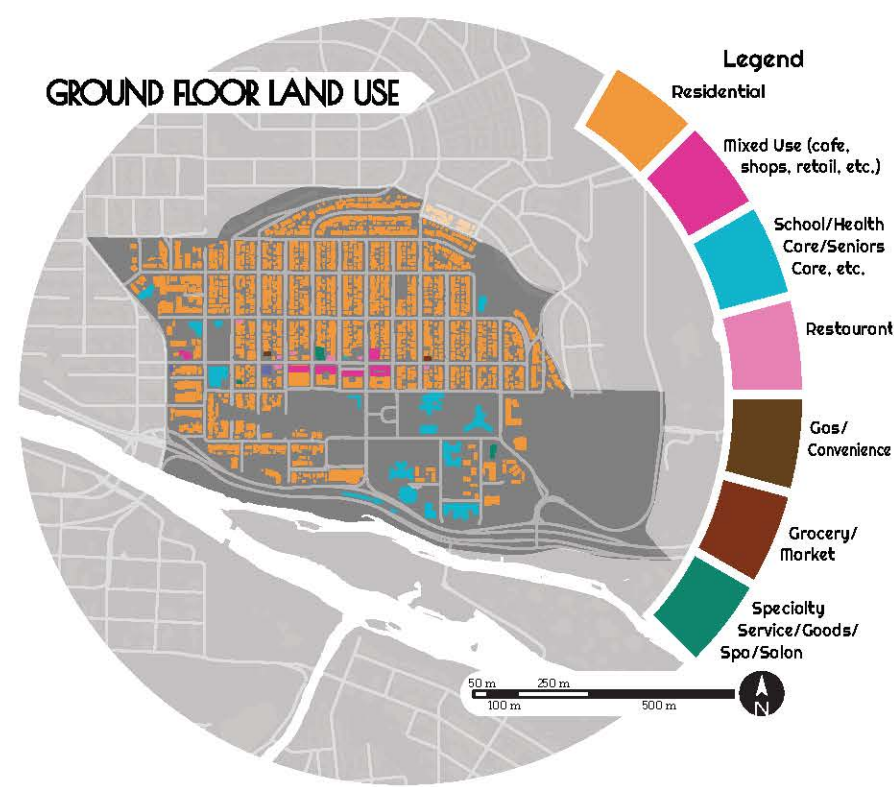 GROUND FLOOR LAND USE
Legend
Residential
Mixed Use (cafe,
shops, retail, etc.)
School/Health
Care/Seniors
Care, etc.
Restaurant
Gas/
Convenience
Grocery/
Market
Specialty
Service/Goods/
Spa/Salon
50 m
250 m
100 m
500 m
N